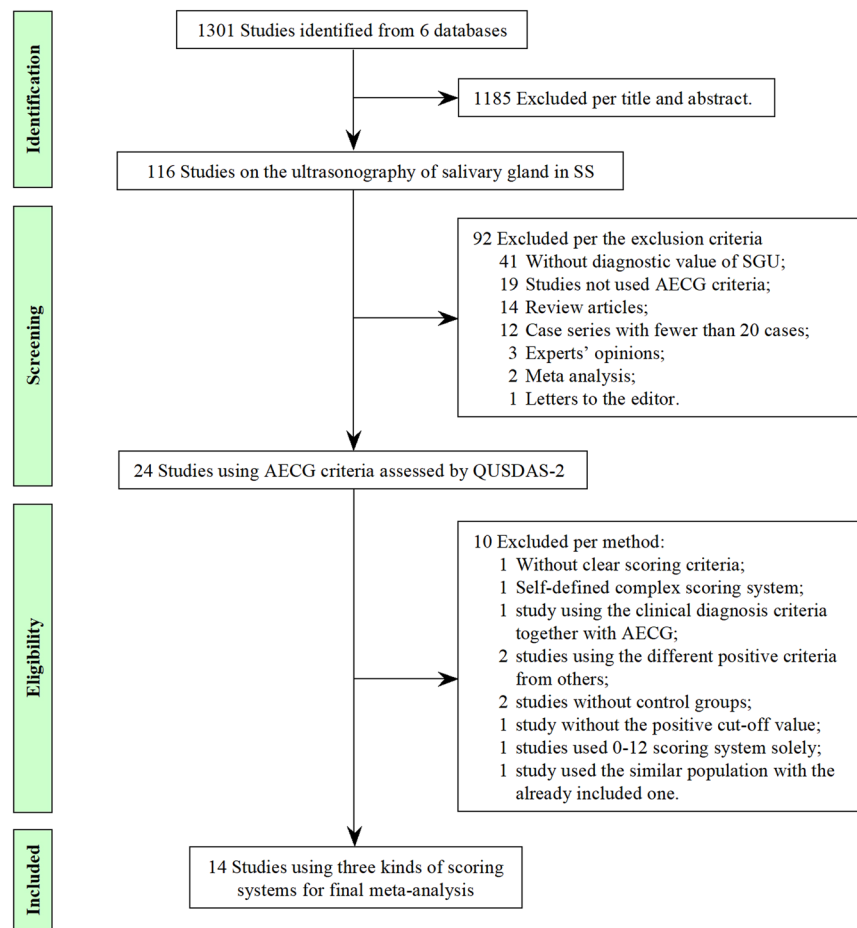 Identification
1301 Studies identified from 6 databases
1185 Excluded per title and abstract.
116 Studies on the ultrasonography of salivary gland in SS
Screening
92 Excluded per the exclusion criteria
41 Without diagnostic value of SGU;
19 Studies not used AECG criteria;
14 Review articles;
12 Case series with fewer than 20 cases;
3 Experts' opinions;
2 Meta analysis;
1 Letters to the editor.
24 Studies using AECG criteria assessed by QUSDAS-2
Eligibility
10 Excluded per method:
1 Without clear scoring criteria;
1 Self-defined complex scoring system;
1 study using the clinical diagnosis criteria
together with AECG;
2 studies using the different positive criteria
from others;
2 studies without control groups;
1 study without the positive cut-off value;
1 studies used 0-12 scoring system solely;
1 study used the similar population with the
already included one.
Included
14 Studies using three kinds of scoring
systems for final meta-analysis